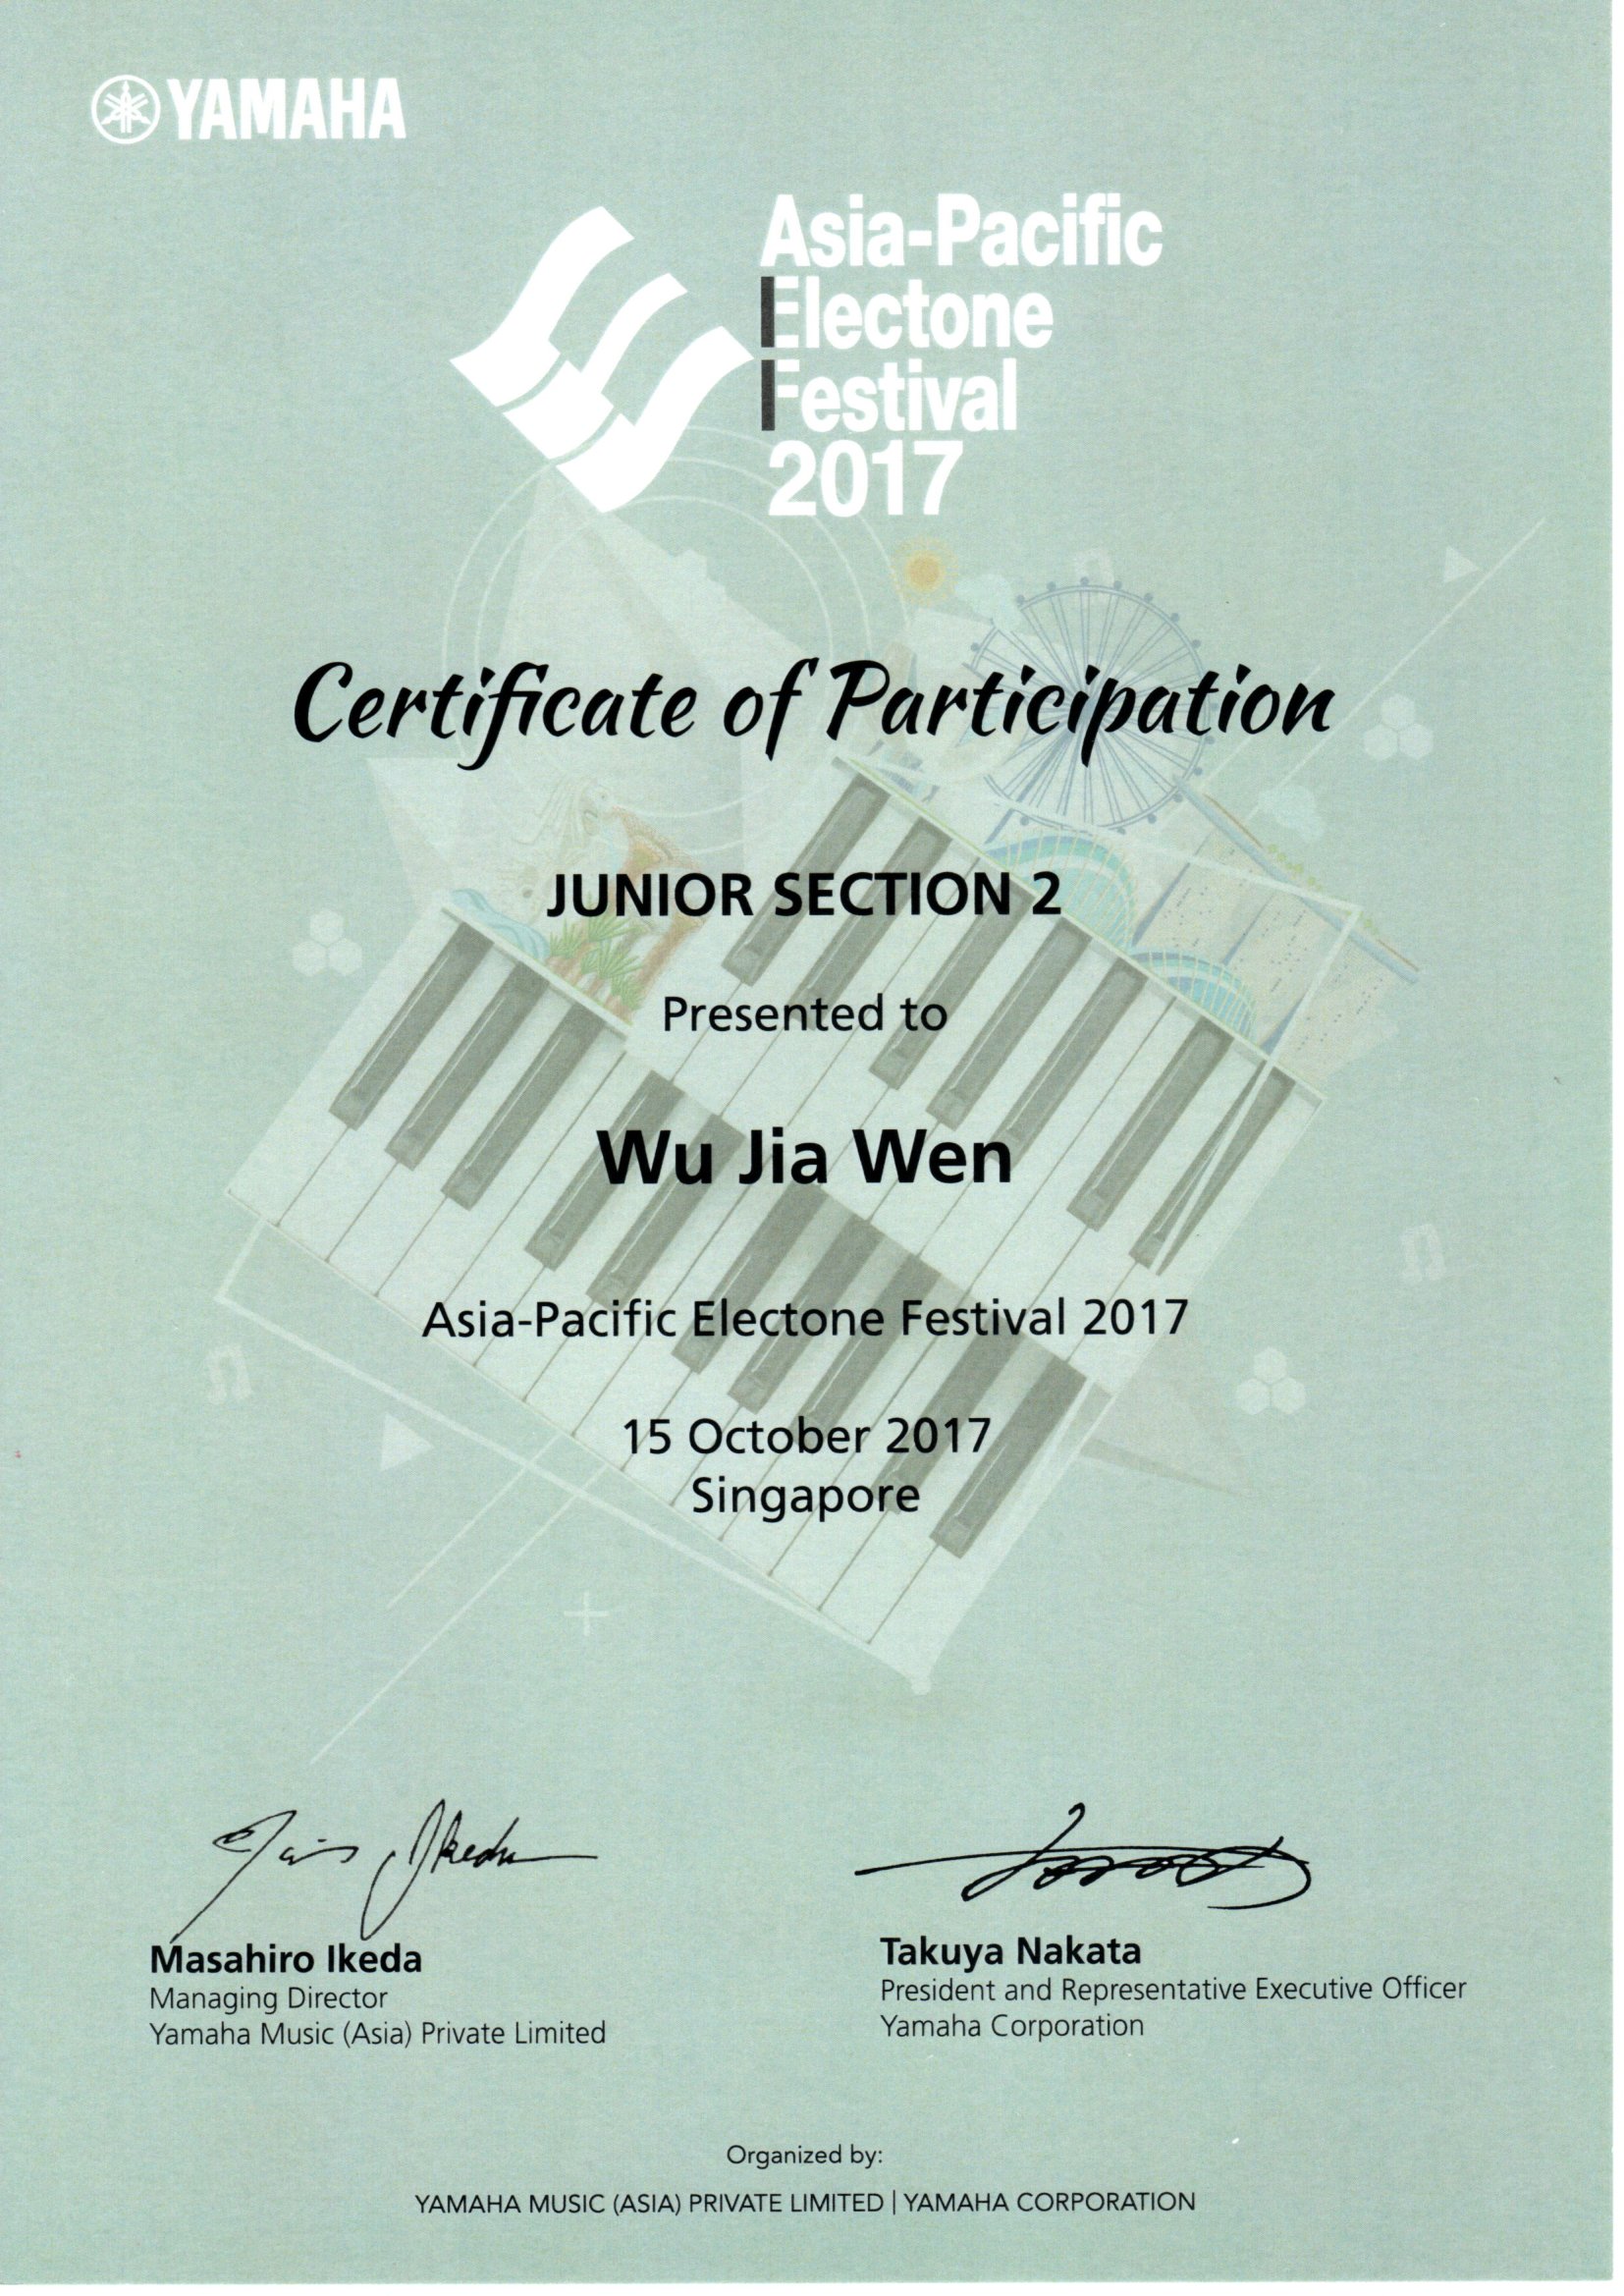 YAMAHA
Asia-Pacific
Electone
Festival
2017
Certificate of Participation
JUNIOR SECTION 2
Presented to
Wu Jia Wen
Asia-Pacific Electone Festival 2017
15 October 2017
Singapore
Masahiro Ikeda
Managing Director
Yamaha Music (Asia) Private Limited
Takuya Nakata
President and Representative Executive Officer
Yamaha Corporation
Organized by:
YAMAHA MUSIC (ASIA) PRIVATE LIMITED | YAMAHA CORPORATION